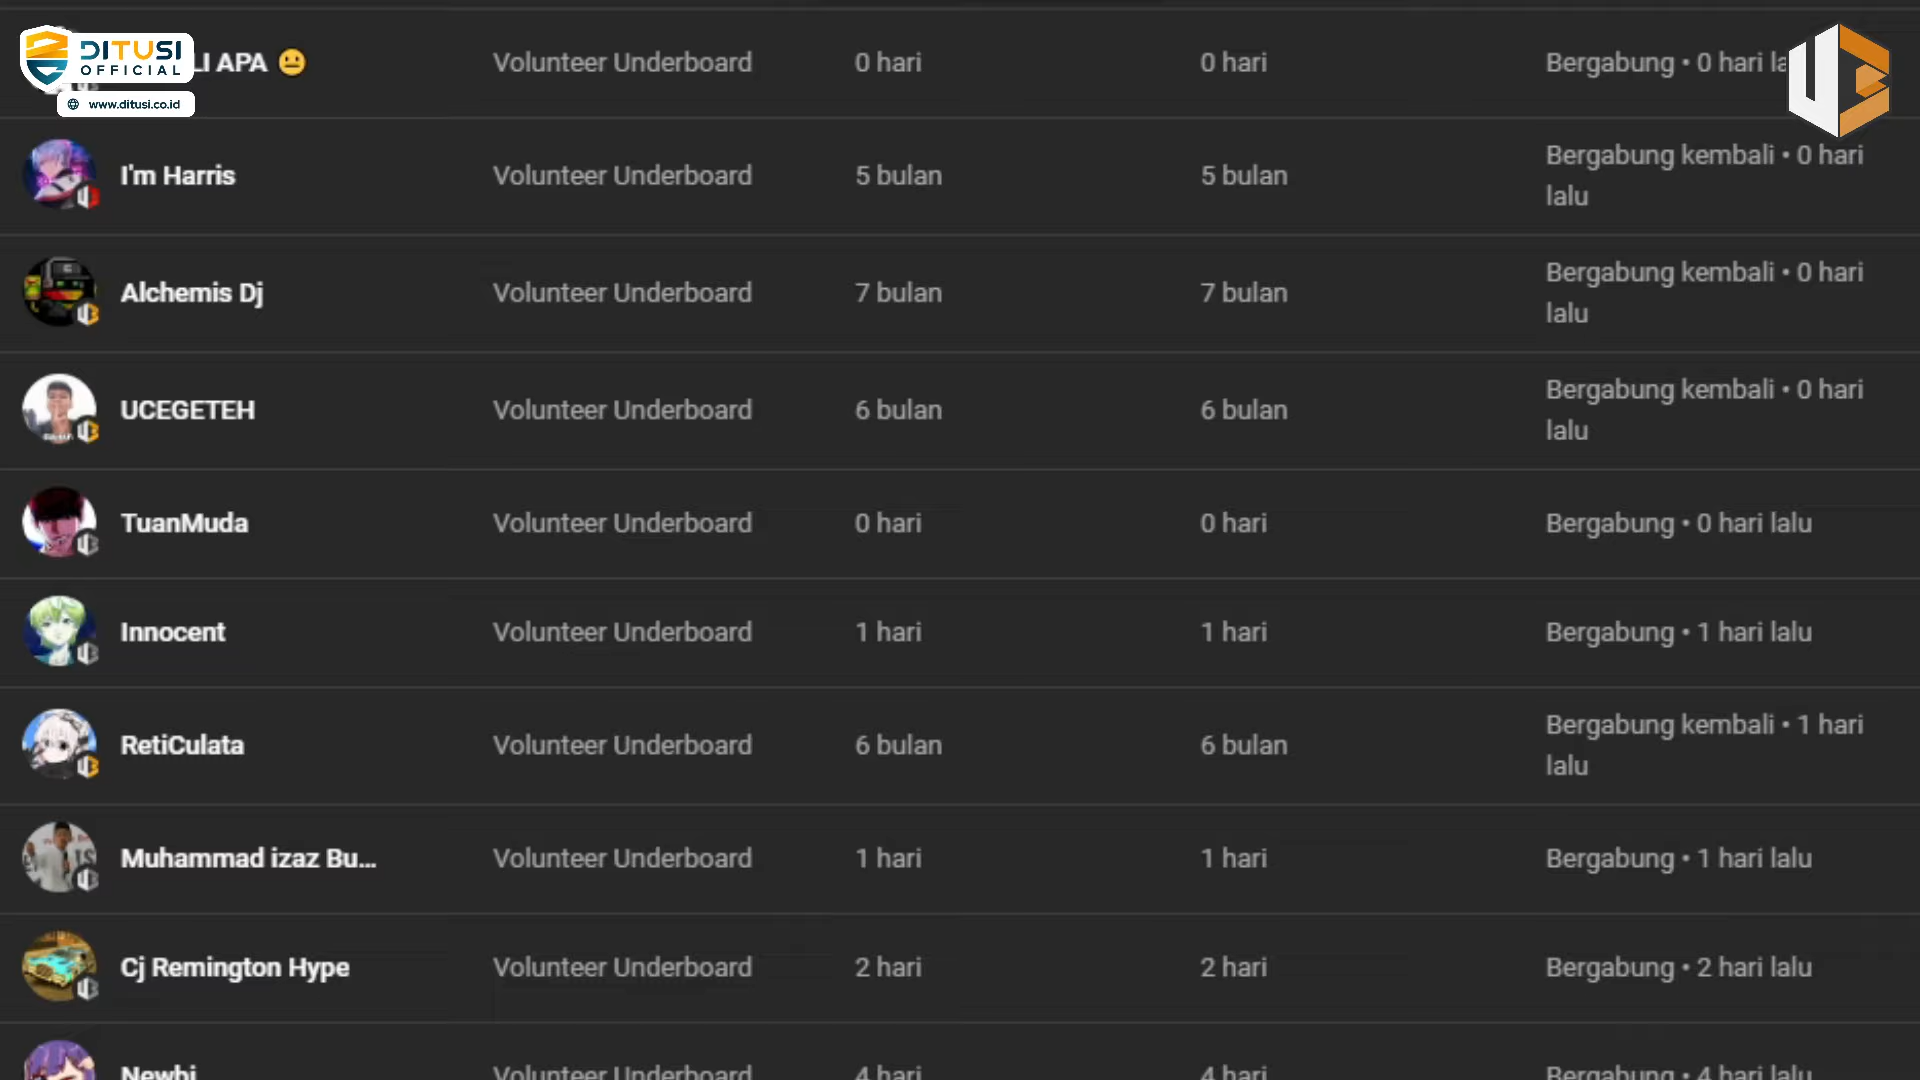 DITUSI
OFFICIAL
www.ditusi.co.id
LI APA 😐 Volunteer Underboard 0 hari 0 hari Bergabung • 0 hari
I'm Harris Volunteer Underboard 5 bulan 5 bulan Bergabung kembali • 0 hari
lalu
Alchemis Dj Volunteer Underboard 7 bulan 7 bulan Bergabung kembali • 0 hari
lalu
UCEGETEH Volunteer Underboard 6 bulan 6 bulan Bergabung kembali • 0 hari
lalu
TuanMuda Volunteer Underboard 0 hari 0 hari Bergabung • 0 hari lalu
Innocent Volunteer Underboard 1 hari 1 hari Bergabung • 1 hari lalu
RetiCulata Volunteer Underboard 6 bulan 6 bulan Bergabung kembali • 1 hari
lalu
Muhammad izaz Bu... Volunteer Underboard 1 hari 1 hari Bergabung • 1 hari lalu
Cj Remington Hype Volunteer Underboard 2 hari 2 hari Bergabung • 2 hari lalu
Newbi Volunteer Underboard 4 hari 4 hari Bergabung • 4 hari lalu